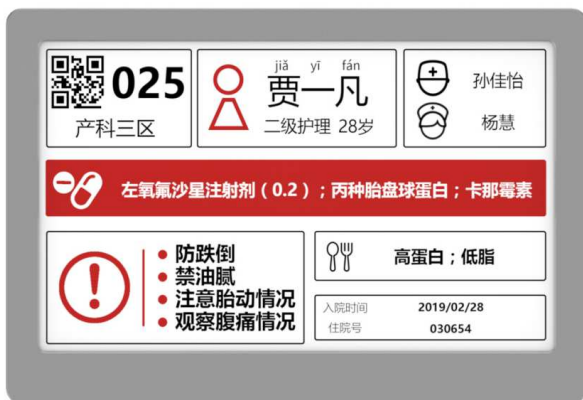 025
产科三区
jiǎ yī fán
贾一凡
二级护理 28岁
孙佳怡
杨慧
左氧氟沙星注射剂（0.2）；丙种胎盘球蛋白；卡那霉素
防跌倒
禁油腻
注意胎动情况
观察腹痛情况
高蛋白；低脂
入院时间 2019/02/28
住院号 030654